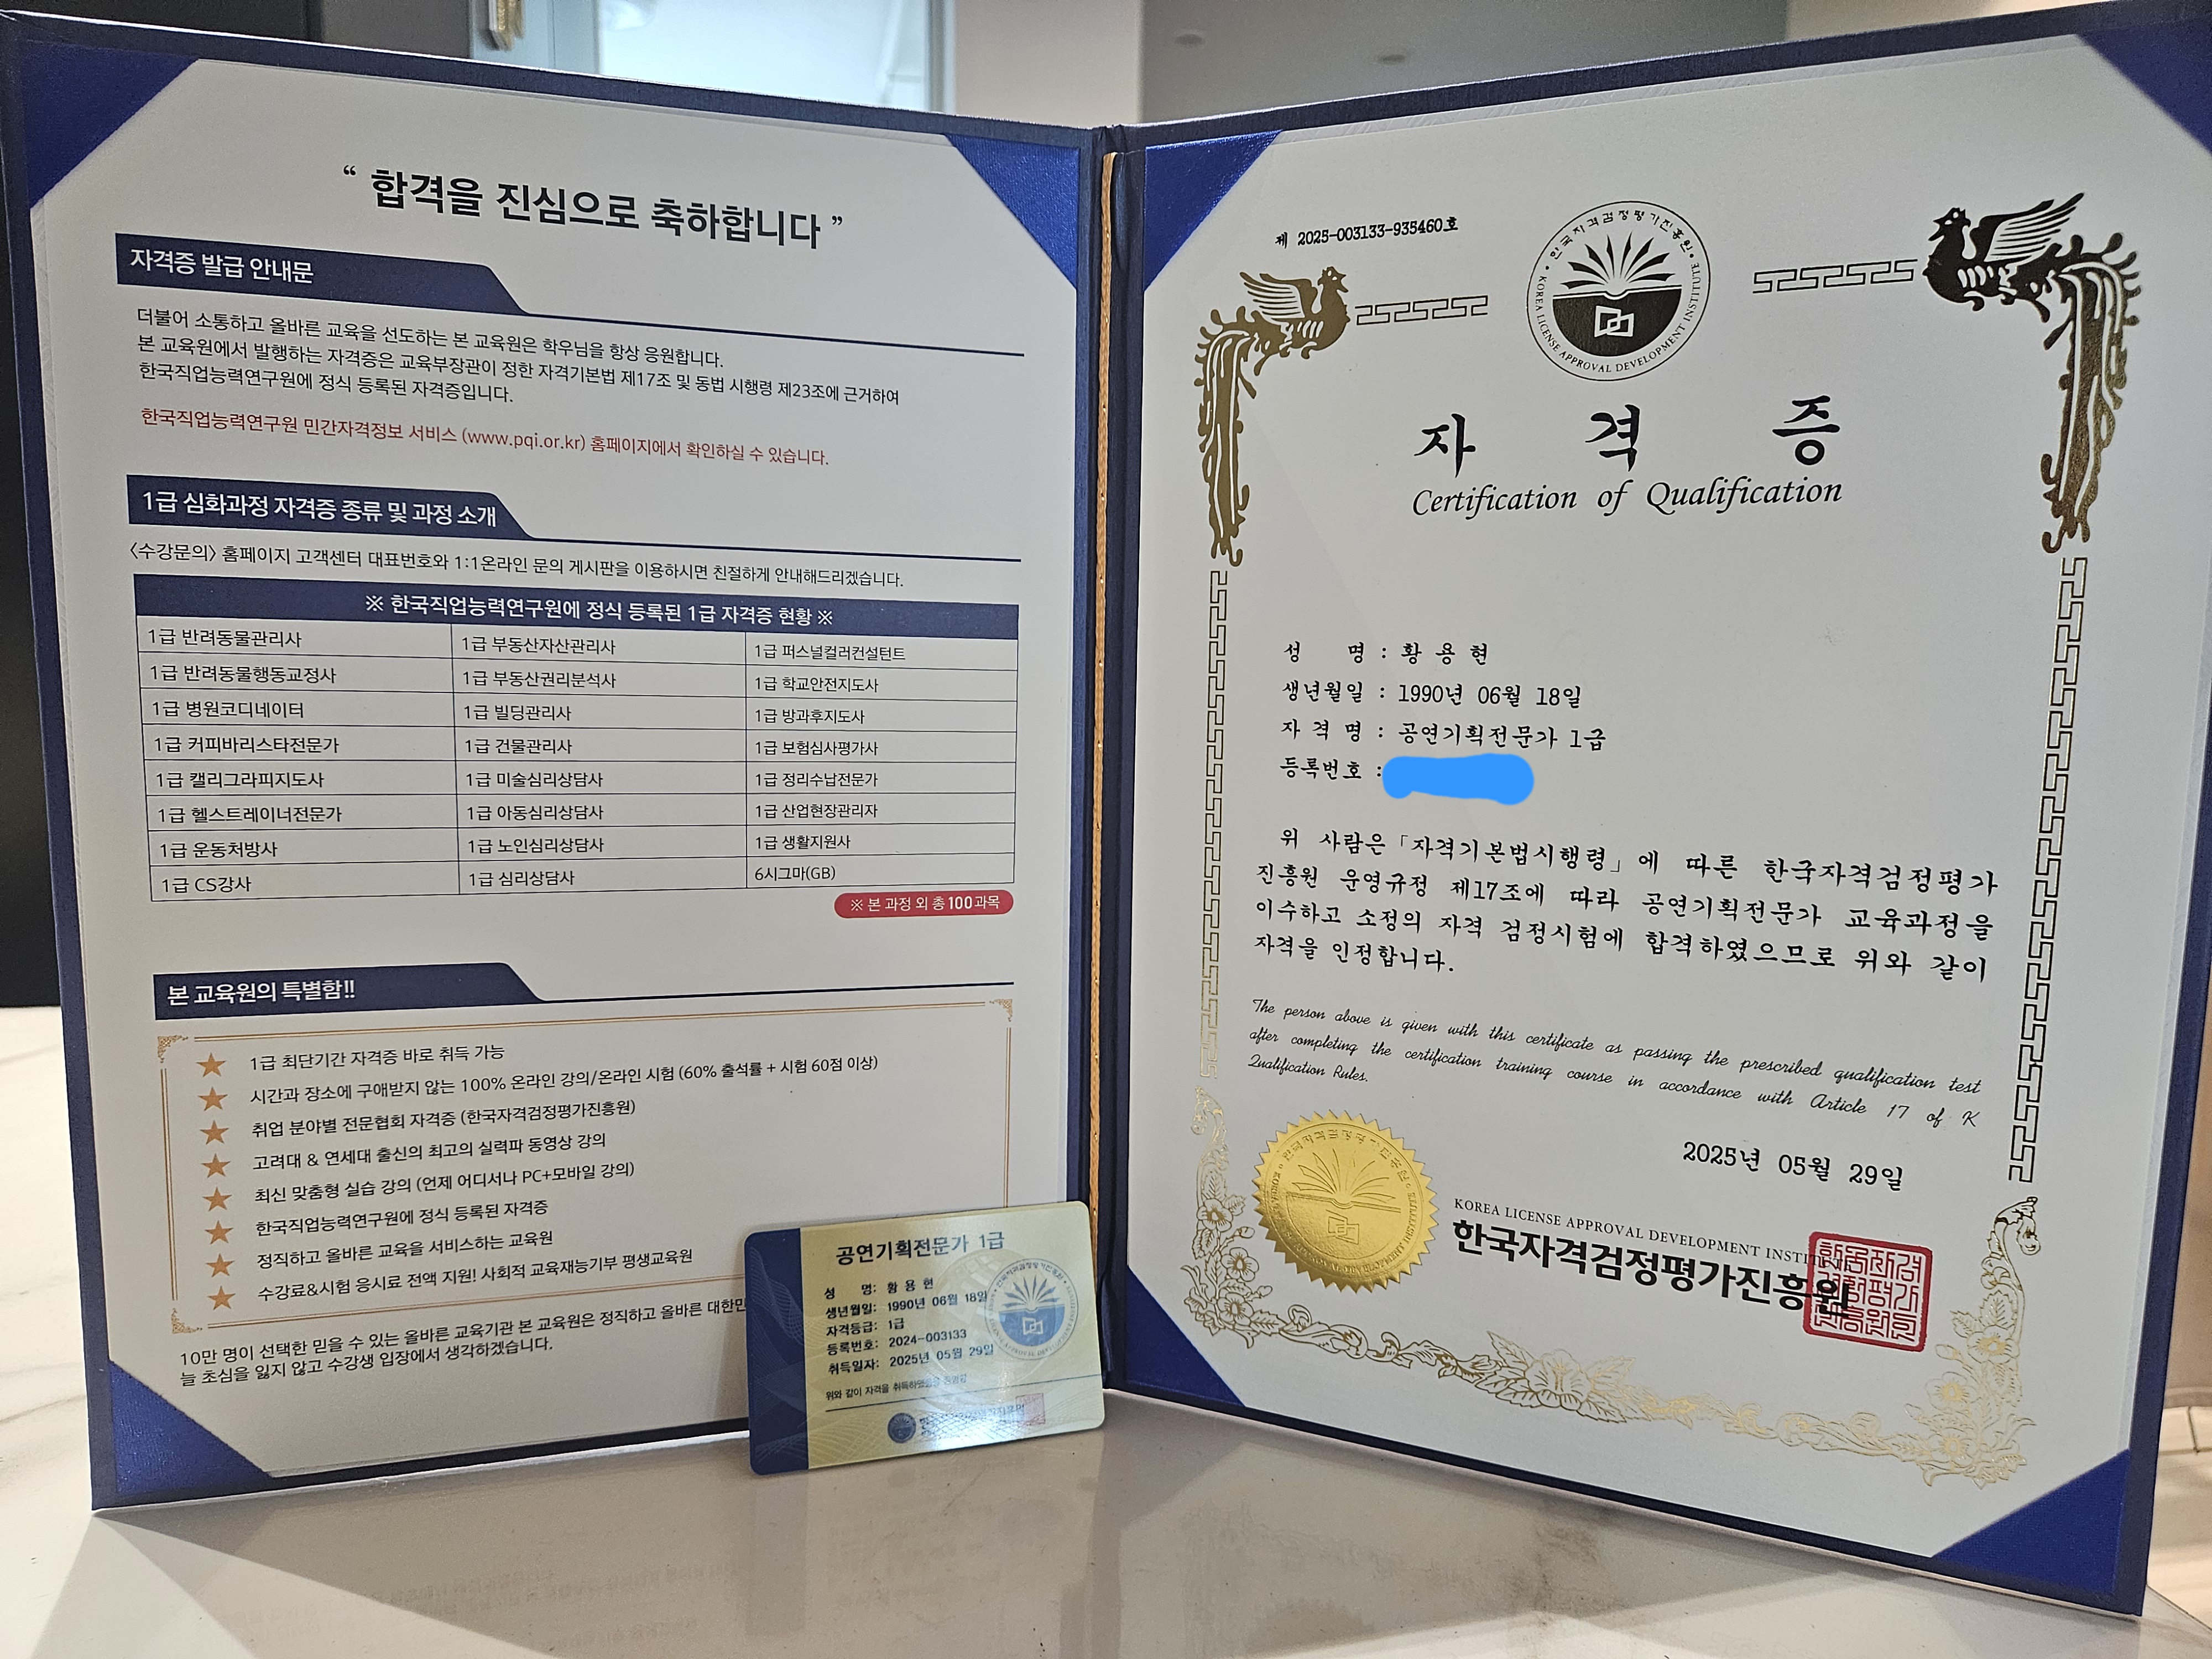 “ 합격을 진심으로 축하합니다 ”
자격증 발급 안내문
더불어 소통하고 올바른 교육을 선도하는 본 교육원은 학우님을 항상 응원합니다.
본 교육원에서 발행하는 자격증은 교육부장관이 정한 자격기본법 제17조 및 동법 시행령 제23조에 근거하여
한국직업능력연구원에 정식 등록된 자격증입니다.
한국직업능력연구원 민간자격정보 서비스 (www.pqi.or.kr) 홈페이지에서 확인하실 수 있습니다.
1급 심화과정 자격증 종류 및 과정 소개
<수강문의> 홈페이지 고객센터 대표번호와 1:1온라인 문의 게시판을 이용하시면 친절하게 안내해드리겠습니다.
※ 한국직업능력연구원에 정식 등록된 1급 자격증 현황 ※
1급 반려동물관리사 1급 부동산자산관리사 1급 퍼스널컬러컨설턴트
1급 반려동물행동교정사 1급 부동산권리분석사 1급 학교안전지도사
1급 병원코디네이터 1급 빌딩관리사 1급 방과후지도사
1급 커피바리스타전문가 1급 건물관리사 1급 보험심사평가사
1급 캘리그라피지도사 1급 미술심리상담사 1급 정리수납전문가
1급 헬스트레이너전문가 1급 아동심리상담사 1급 산업현장관리자
1급 운동처방사 1급 노인심리상담사 1급 생활지원사
1급 CS강사 1급 심리상담사 6시그마(GB)
※ 본 과정 외 총 100과목
본 교육원의 특별함!!
1급 최단기간 자격증 바로 취득 가능
시간과 장소에 구애받지 않는 100% 온라인 강의/온라인 시험 (60% 출석률 + 시험 60점 이상)
취업 분야별 전문협회 자격증 (한국자격검정평가진흥원)
고려대 & 연세대 출신의 최고의 실력파 동영상 강의
최신 맞춤형 실습 강의 (언제 어디서나 PC+모바일 강의)
한국직업능력연구원에 정식 등록된 자격증
정직하고 올바른 교육을 서비스하는 교육원
수강료&시험 응시료 전액 지원! 사회적 교육재능기부 평생교육원
10만 명이 선택한 믿을 수 있는 올바른 교육기관 본 교육원은 정직하고 올바른 대한민
늘 초심을 잃지 않고 수강생 입장에서 생각하겠습니다.
공연기획전문가 1급
성 명: 황 용 현
생년월일: 1990년 06월 18일
자격등급: 1급
등록번호: 2024-003133
취득일자: 2025년 05월 29일
위와 같이 자격을
제 2025-003133-935460호
한국자격검정평가진흥원
KOREA LICENSE APPROVAL DEVELOPMENT INSTITUTE
자 격 증
Certification of Qualification
성 명 : 황 용 현
생년월일 : 1990년 06월 18일
자 격 명 : 공연기획전문가 1급
등록번호 :
위 사람은 「자격기본법시행령」에 따른 한국자격검정평가
진흥원 운영규정 제17조에 따라 공연기획전문가 교육과정을
이수하고 소정의 자격 검정시험에 합격하였으므로 위와 같이
자격을 인정합니다.
The person above is given with this certificate as passing the prescribed qualification test
after completing the certification training course in accordance with Article 17 of K
Qualification Rules.
2025년 05월 29일
KOREA LICENSE APPROVAL DEVELOPMENT INSTITUTE
한국자격검정평가진흥원